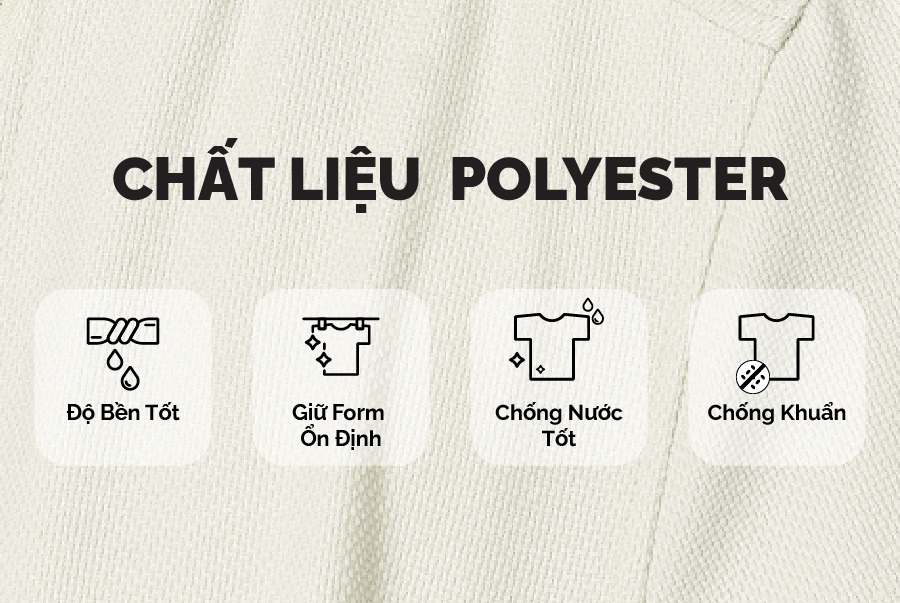 CHẤT LIỆU POLYESTER
Độ Bền Tốt
Giữ Form
Ổn Định
Chống Nước
Tốt
Chống Khuẩn